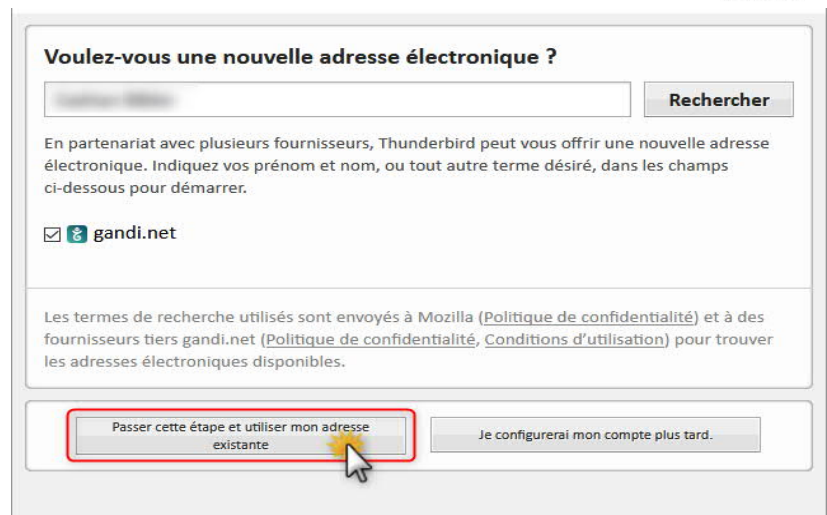 Voulez-vous une nouvelle adresse électronique ?
Rechercher
En partenariat avec plusieurs fournisseurs, Thunderbird peut vous offrir une nouvelle adresse
électronique. Indiquez vos prénom et nom, ou tout autre terme désiré, dans les champs
ci-dessous pour démarrer.
gandi.net
Les termes de recherche utilisés sont envoyés à Mozilla (Politique de confidentialité) et à des
fournisseurs tiers gandi.net (Politique de confidentialité, Conditions d'utilisation) pour trouver
les adresses électroniques disponibles.
Passer cette étape et utiliser mon adresse
existante
Je configurerai mon compte plus tard.